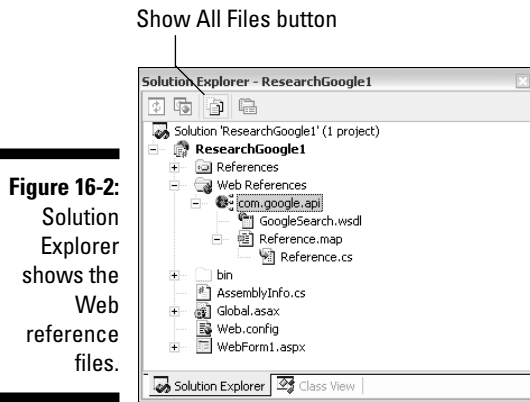 Show All Files button
Solution Explorer - ResearchGoogle1
Solution 'ResearchGoogle1' (1 project)
ResearchGoogle1
References
Web References
com.google.api
GoogleSearch.wsdl
Reference.map
Reference.cs
bin
AssemblyInfo.cs
Global.asax
Web.config
WebForm1.aspx
Solution Explorer
Class View
Figure 16-2:
Solution
Explorer
shows the
Web
reference
files.